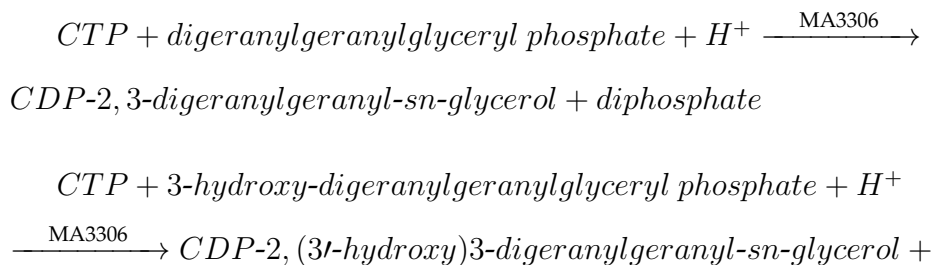 CTP + digeranylgeranylglyceryl phosphate + H⁺ —MA3306→
CDP-2, 3-digeranylgeranyl-sn-glycerol + diphosphate
CTP + 3-hydroxy-digeranylgeranylglyceryl phosphate + H⁺
—MA3306→ CDP-2, (3′-hydroxy)3-digeranylgeranyl-sn-glycerol +